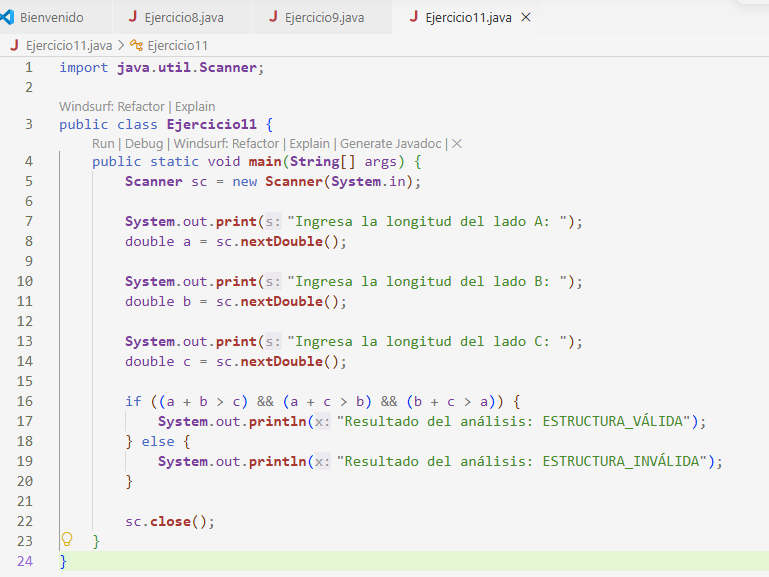 Bienvenido J Ejercicio8.java J Ejercicio9.java J Ejercicio11.java ×
J Ejercicio11.java > Ejercicio11
1 import java.util.Scanner;
2
Windsurf: Refactor | Explain
3 public class Ejercicio11 {
Run | Debug | Windsurf: Refactor | Explain | Generate Javadoc | ×
4 public static void main(String[] args) {
5 Scanner sc = new Scanner(System.in);
6
7 System.out.print(s: "Ingresa la longitud del lado A: ");
8 double a = sc.nextDouble();
9
10 System.out.print(s: "Ingresa la longitud del lado B: ");
11 double b = sc.nextDouble();
12
13 System.out.print(s: "Ingresa la longitud del lado C: ");
14 double c = sc.nextDouble();
15
16 if ((a + b > c) && (a + c > b) && (b + c > a)) {
17 System.out.println(x: "Resultado del análisis: ESTRUCTURA_VÁLIDA");
18 } else {
19 System.out.println(x: "Resultado del análisis: ESTRUCTURA_INVÁLIDA");
20 }
21
22 sc.close();
23 }
24 }